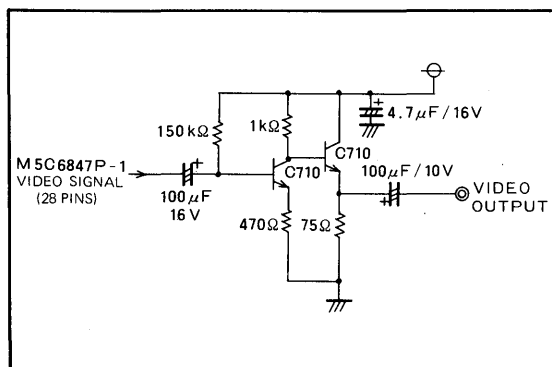 150kΩ
1kΩ
4.7μF/16V
C710
C710
100μF/10V
M5C6847P-1
VIDEO SIGNAL
(28 PINS)
100μF
16V
470Ω
75Ω
VIDEO
OUTPUT